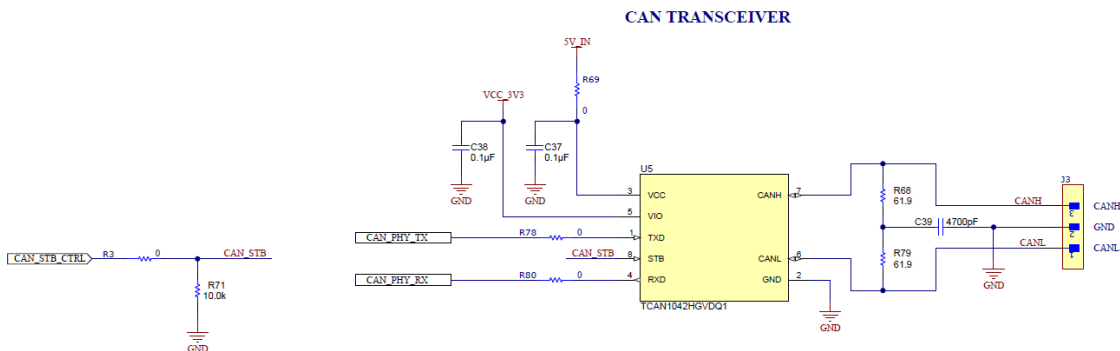 CAN TRANSCEIVER
5V_IN
R69
0
VCC_3V3
C38
0.1µF
C37
0.1µF
GND
GND
U5
3
VCC
CANH
7
5
VIO
1
TXD
8
STB
CANL
6
4
RXD
GND
2
TCAN1042HGVDQ1
CAN_PHY_TX
R78
0
CAN_STB
CAN_PHY_RX
R80
0
GND
R68
61.9
C39
4700pF
R79
61.9
GND
J3
CANH
3
CANH
2
GND
CANL
1
CANL
CAN_STB_CTRL
R3
0
CAN_STB
R71
10.0k
GND